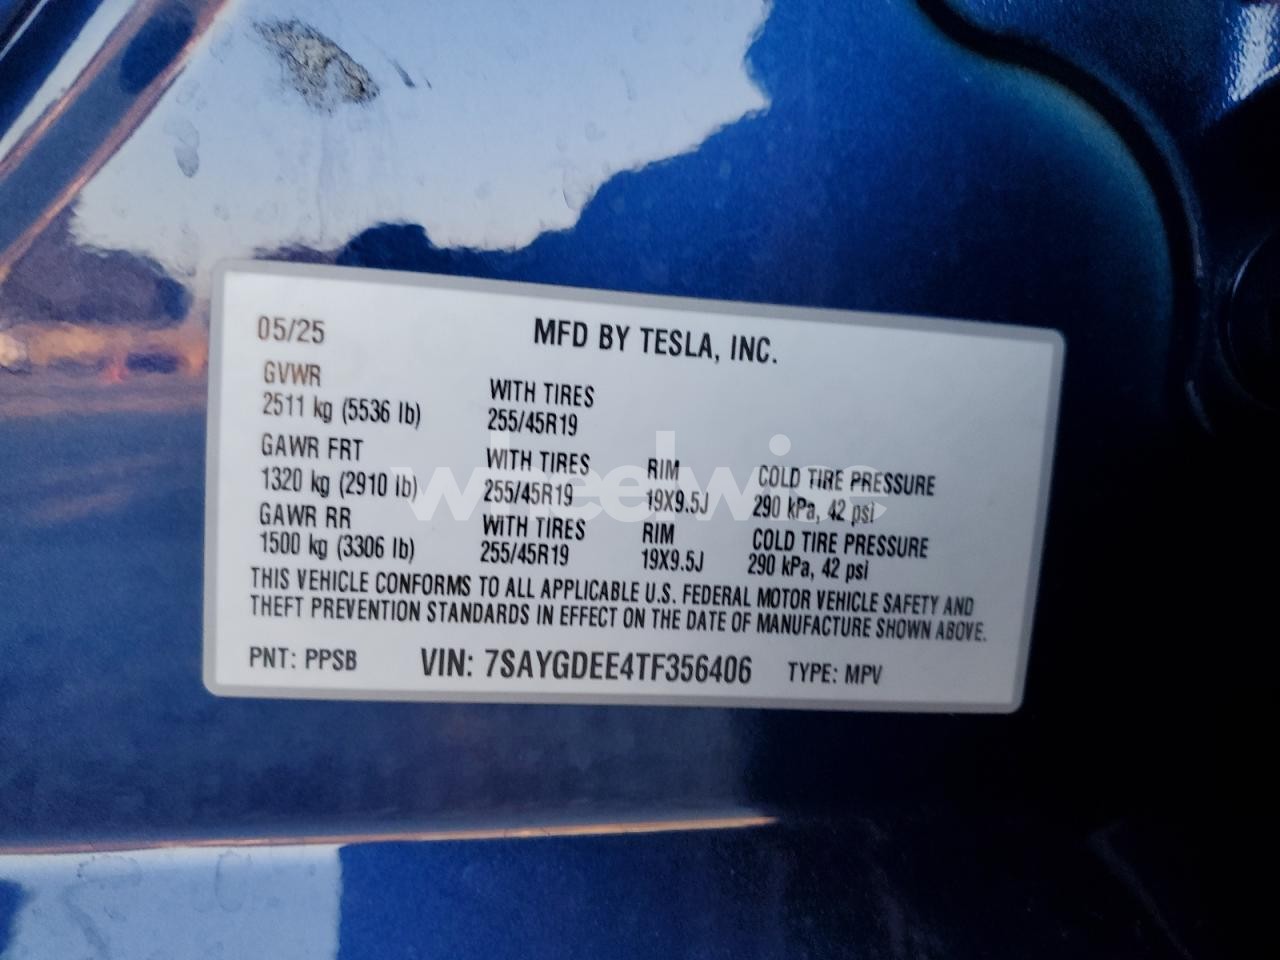 05/25 MFD BY TESLA, INC.
GVWR WITH TIRES
2511 kg (5536 lb) 255/45R19
GAWR FRT WITH TIRES RIM COLD TIRE PRESSURE
1320 kg (2910 lb) 255/45R19 19X9.5J 290 kPa, 42 psi
GAWR RR WITH TIRES RIM COLD TIRE PRESSURE
1500 kg (3306 lb) 255/45R19 19X9.5J 290 kPa, 42 psi
THIS VEHICLE CONFORMS TO ALL APPLICABLE U.S. FEDERAL MOTOR VEHICLE SAFETY AND
THEFT PREVENTION STANDARDS IN EFFECT ON THE DATE OF MANUFACTURE SHOWN ABOVE.
PNT: PPSB VIN: 7SAYGDEE4TF356406 TYPE: MPV
wheelwise